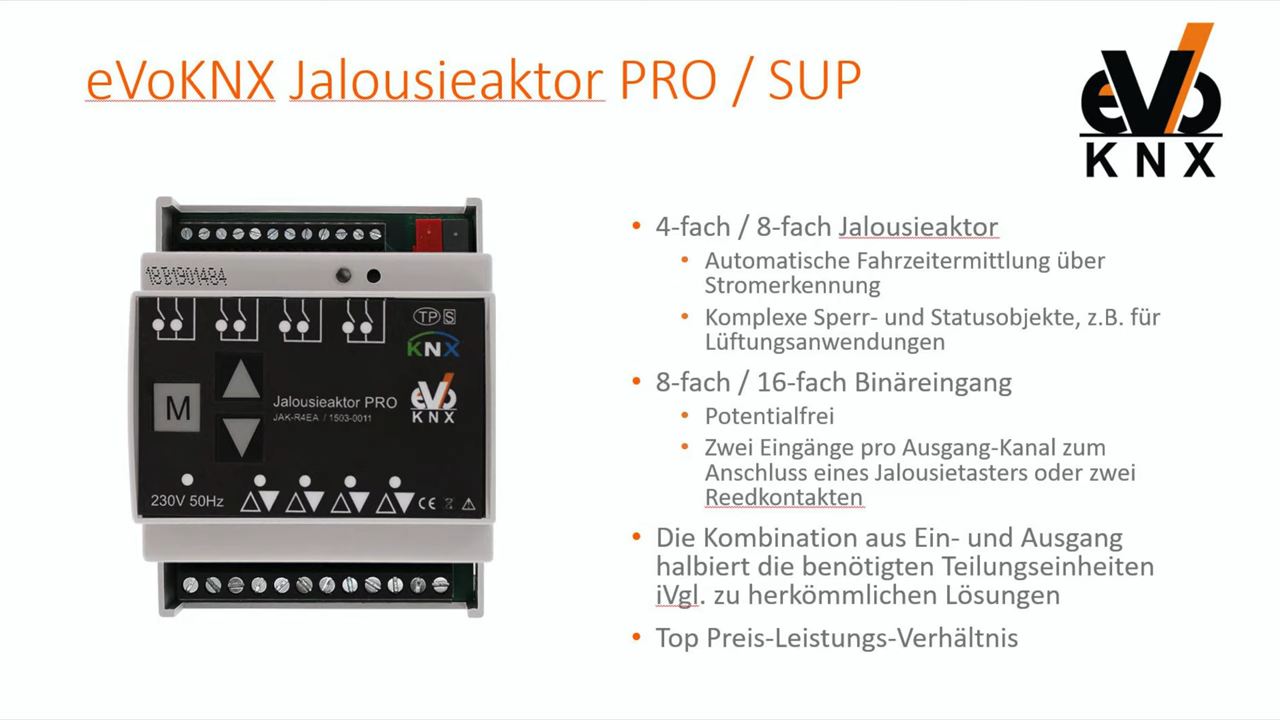 eVoKNX Jalousieaktor PRO / SUP
eVo
KNX
• 4-fach / 8-fach Jalousieaktor
• Automatische Fahrzeitermittlung über
Stromerkennung
• Komplexe Sperr- und Statusobjekte, z.B. für
Lüftungsanwendungen
• 8-fach / 16-fach Binäreingang
• Potentialfrei
• Zwei Eingänge pro Ausgang-Kanal zum
Anschluss eines Jalousietasters oder zwei
Reedkontakten
• Die Kombination aus Ein- und Ausgang
halbiert die benötigten Teilungseinheiten
iVgl. zu herkömmlichen Lösungen
• Top Preis-Leistungs-Verhältnis
18B1901484
TP S
KNX
M
Jalousieaktor PRO
JAK-R4EA / 1503-0011
eVo
KNX
230V 50Hz
CE